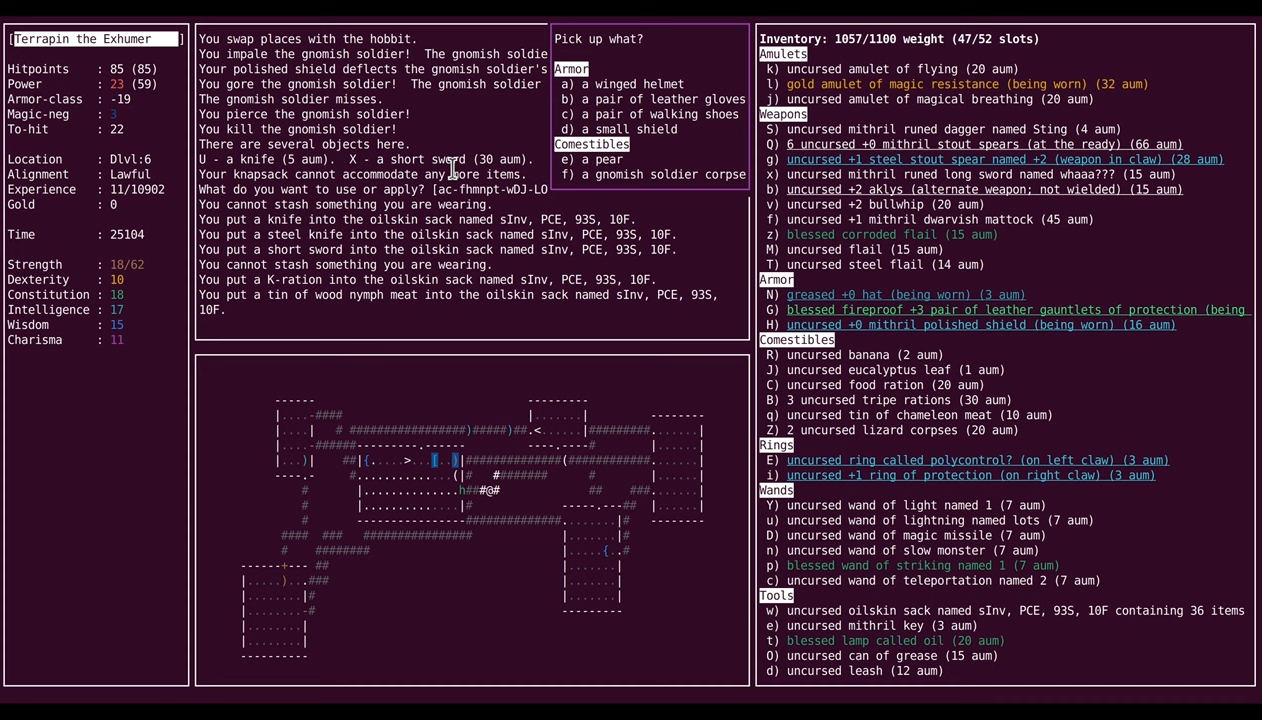 [Terrapin the Exhumer ]
Hitpoints : 85 (85)
Power : 23 (59)
Armor-class : -19
Magic-neg : 3
To-hit : 22
Location : Dlvl:6
Alignment : Lawful
Experience : 11/10902
Gold : 0
Time : 25104
Strength : 18/62
Dexterity : 10
Constitution : 18
Intelligence : 17
Wisdom : 15
Charisma : 11
You swap places with the hobbit.
You impale the gnomish soldier!  The gnomish soldie
Your polished shield deflects the gnomish soldier's
You gore the gnomish soldier!  The gnomish soldier
The gnomish soldier misses.
You pierce the gnomish soldier!
You kill the gnomish soldier!
There are several objects here.
U - a knife (5 aum).  X - a short sword (30 aum).
Your knapsack cannot accommodate any more items.
What do you want to use or apply? [ac-fhmnpt-wDJ-LO
You cannot stash something you are wearing.
You put a knife into the oilskin sack named sInv, PCE, 93S, 10F.
You put a steel knife into the oilskin sack named sInv, PCE, 93S, 10F.
You put a short sword into the oilskin sack named sInv, PCE, 93S, 10F.
You cannot stash something you are wearing.
You put a K-ration into the oilskin sack named sInv, PCE, 93S, 10F.
You put a tin of wood nymph meat into the oilskin sack named sInv, PCE, 93S,
10F.
Pick up what?
Armor
a) a winged helmet
b) a pair of leather gloves
c) a pair of walking shoes
d) a small shield
Comestibles
e) a pear
f) a gnomish soldier corpse
Inventory: 1057/1100 weight (47/52 slots)
Amulets
k) uncursed amulet of flying (20 aum)
l) gold amulet of magic resistance (being worn) (32 aum)
j) uncursed amulet of magical breathing (20 aum)
Weapons
S) uncursed mithril runed dagger named Sting (4 aum)
Q) 6 uncursed +0 mithril stout spears (at the ready) (66 aum)
g) uncursed +1 steel stout spear named +2 (weapon in claw) (28 aum)
x) uncursed mithril runed long sword named whaaa??? (15 aum)
b) uncursed +2 aklys (alternate weapon; not wielded) (15 aum)
v) uncursed +2 bullwhip (20 aum)
f) uncursed +1 mithril dwarvish mattock (45 aum)
z) blessed corroded flail (15 aum)
M) uncursed flail (15 aum)
T) uncursed steel flail (14 aum)
Armor
N) greased +0 hat (being worn) (3 aum)
G) blessed fireproof +3 pair of leather gauntlets of protection (being
H) uncursed +0 mithril polished shield (being worn) (16 aum)
Comestibles
R) uncursed banana (2 aum)
J) uncursed eucalyptus leaf (1 aum)
C) uncursed food ration (20 aum)
B) 3 uncursed tripe rations (30 aum)
q) uncursed tin of chameleon meat (10 aum)
Z) 2 uncursed lizard corpses (20 aum)
Rings
E) uncursed ring called polycontrol? (on left claw) (3 aum)
i) uncursed +1 ring of protection (on right claw) (3 aum)
Wands
Y) uncursed wand of light named 1 (7 aum)
u) uncursed wand of lightning named lots (7 aum)
D) uncursed wand of magic missile (7 aum)
n) uncursed wand of slow monster (7 aum)
p) blessed wand of striking named 1 (7 aum)
c) uncursed wand of teleportation named 2 (7 aum)
Tools
w) uncursed oilskin sack named sInv, PCE, 93S, 10F containing 36 items
e) uncursed mithril key (3 aum)
t) blessed lamp called oil (20 aum)
O) uncursed can of grease (15 aum)
d) uncursed leash (12 aum)